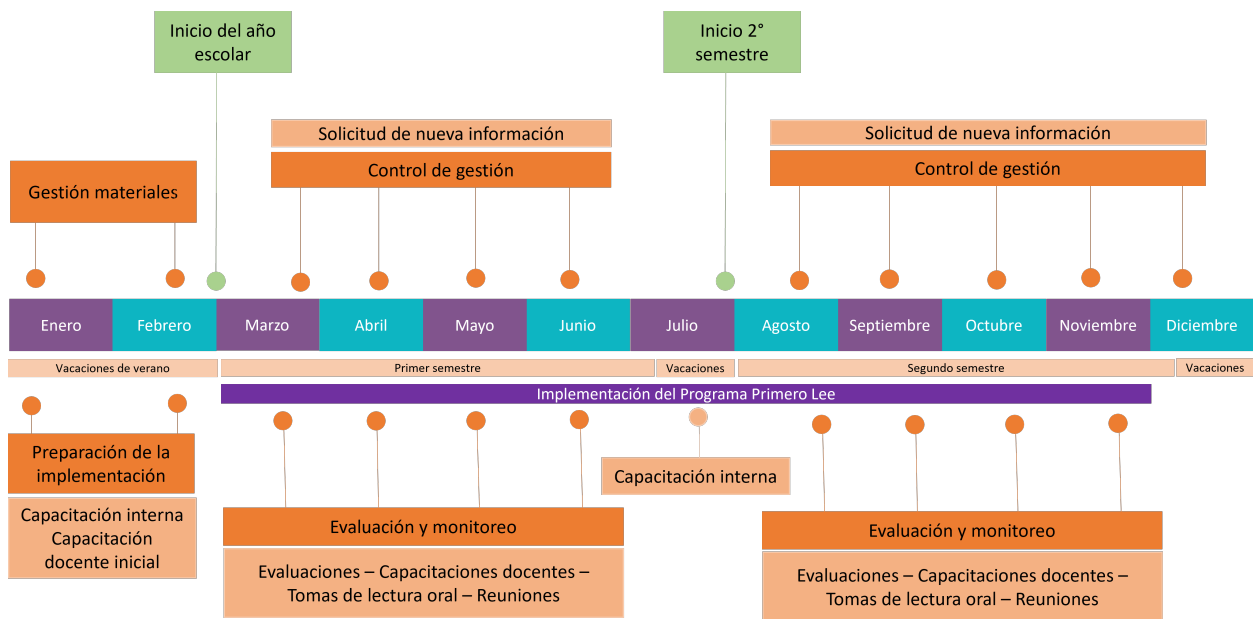 Inicio del año
escolar
Inicio 2°
semestre
Solicitud de nueva información
Control de gestión
Solicitud de nueva información
Control de gestión
Gestión materiales
Enero
Febrero
Marzo
Abril
Mayo
Junio
Julio
Agosto
Septiembre
Octubre
Noviembre
Diciembre
Vacaciones de verano
Primer semestre
Vacaciones
Segundo semestre
Vacaciones
Implementación del Programa Primero Lee
Preparación de la
implementación
Capacitación interna
Capacitación
docente inicial
Evaluación y monitoreo
Evaluaciones – Capacitaciones docentes –
Tomas de lectura oral – Reuniones
Capacitación interna
Evaluación y monitoreo
Evaluaciones – Capacitaciones docentes –
Tomas de lectura oral – Reuniones